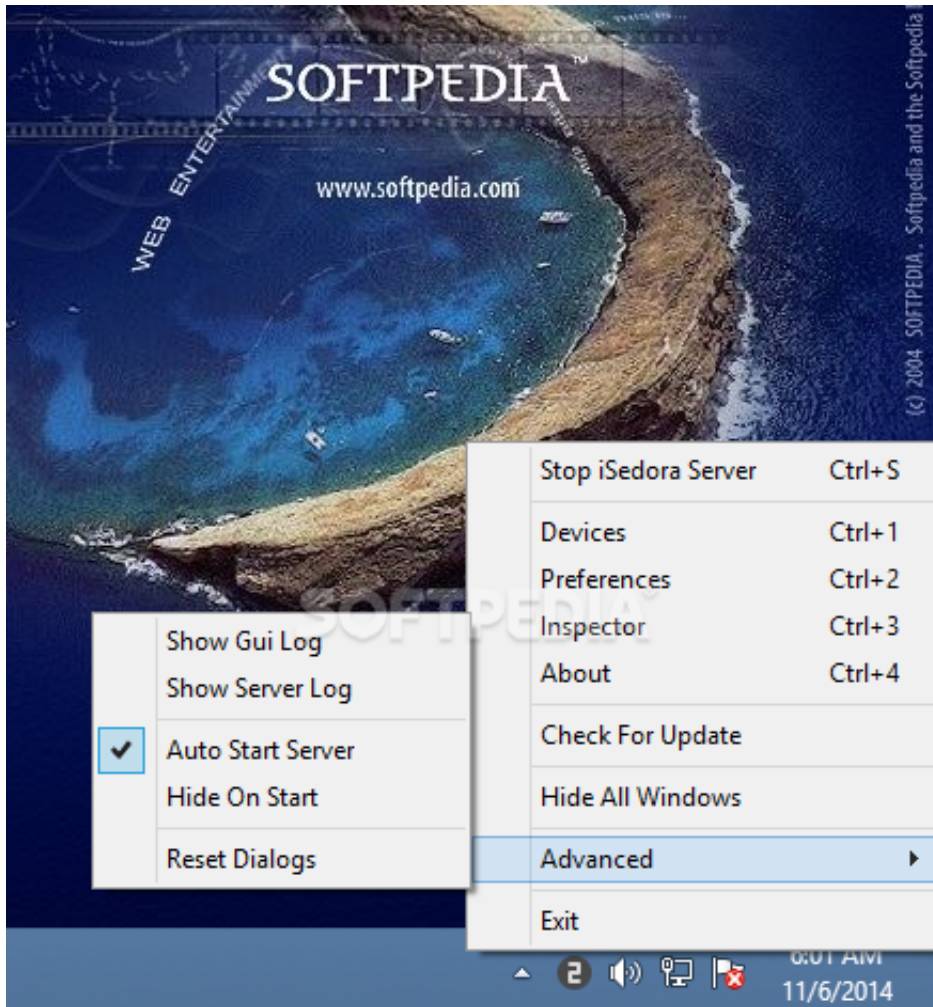 SOFTPEDIA™
WEB ENTERTAINME
www.softpedia.com
(c) 2004 SOFTPEDIA. Softpedia and the Softpedia
Stop iSedora Server Ctrl+S
Devices Ctrl+1
Preferences Ctrl+2
SOFTPEDIA®
Inspector Ctrl+3
About Ctrl+4
Check For Update
Hide All Windows
Advanced
Exit
Show Gui Log
Show Server Log
Auto Start Server
Hide On Start
Reset Dialogs
2
6:01 AM
11/6/2014